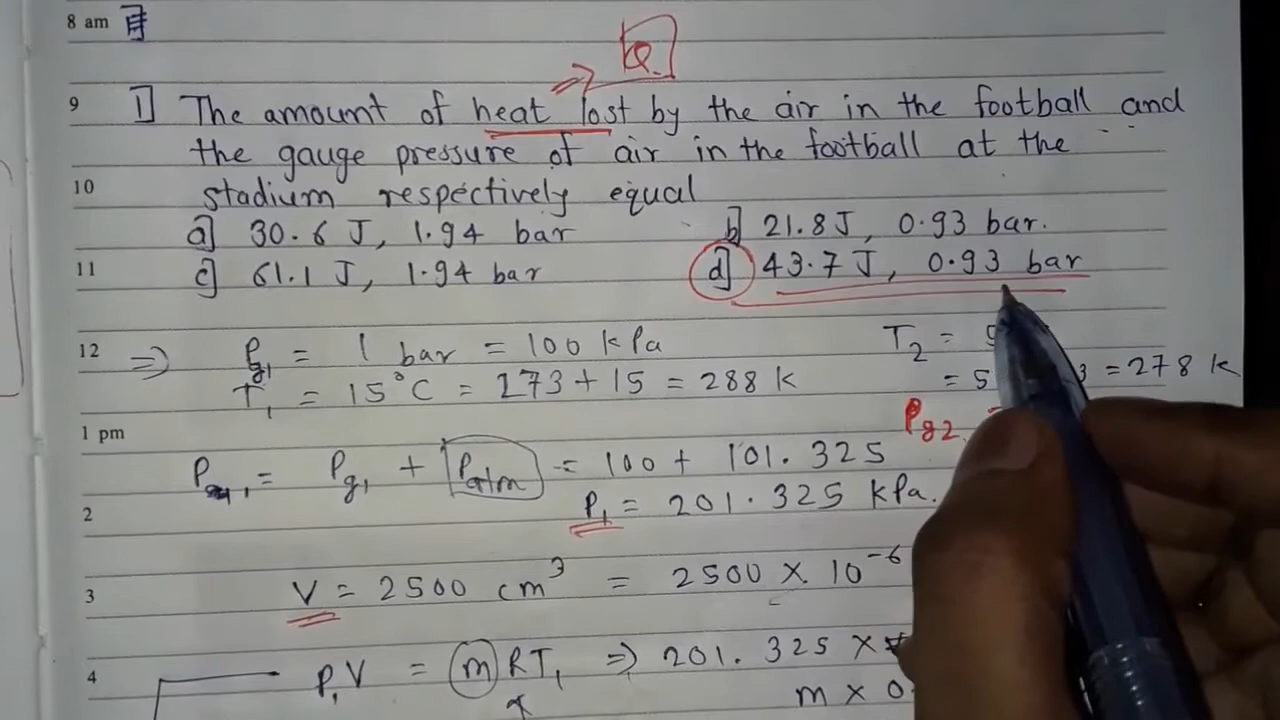 8 am
Q
9 1] The amount of heat lost by the air in the football and
the gauge pressure of air in the football at the
10 stadium respectively equal
a] 30.6 J, 1.94 bar b] 21.8 J, 0.93 bar.
11 c] 61.1 J, 1.94 bar d] 43.7 J, 0.93 bar
12 => Pg1 = 1 bar = 100 kPa T2 =
T1 = 15°C = 273 + 15 = 288 K = 5 3 = 278 K
1 pm Pg2
P1 = Pg1 + Patm = 100 + 101.325
2 P1 = 201.325 kPa.
3 V = 2500 cm³ = 2500 × 10⁻⁶
4 P1V = mRT1 => 201.325 ×
m × 0.